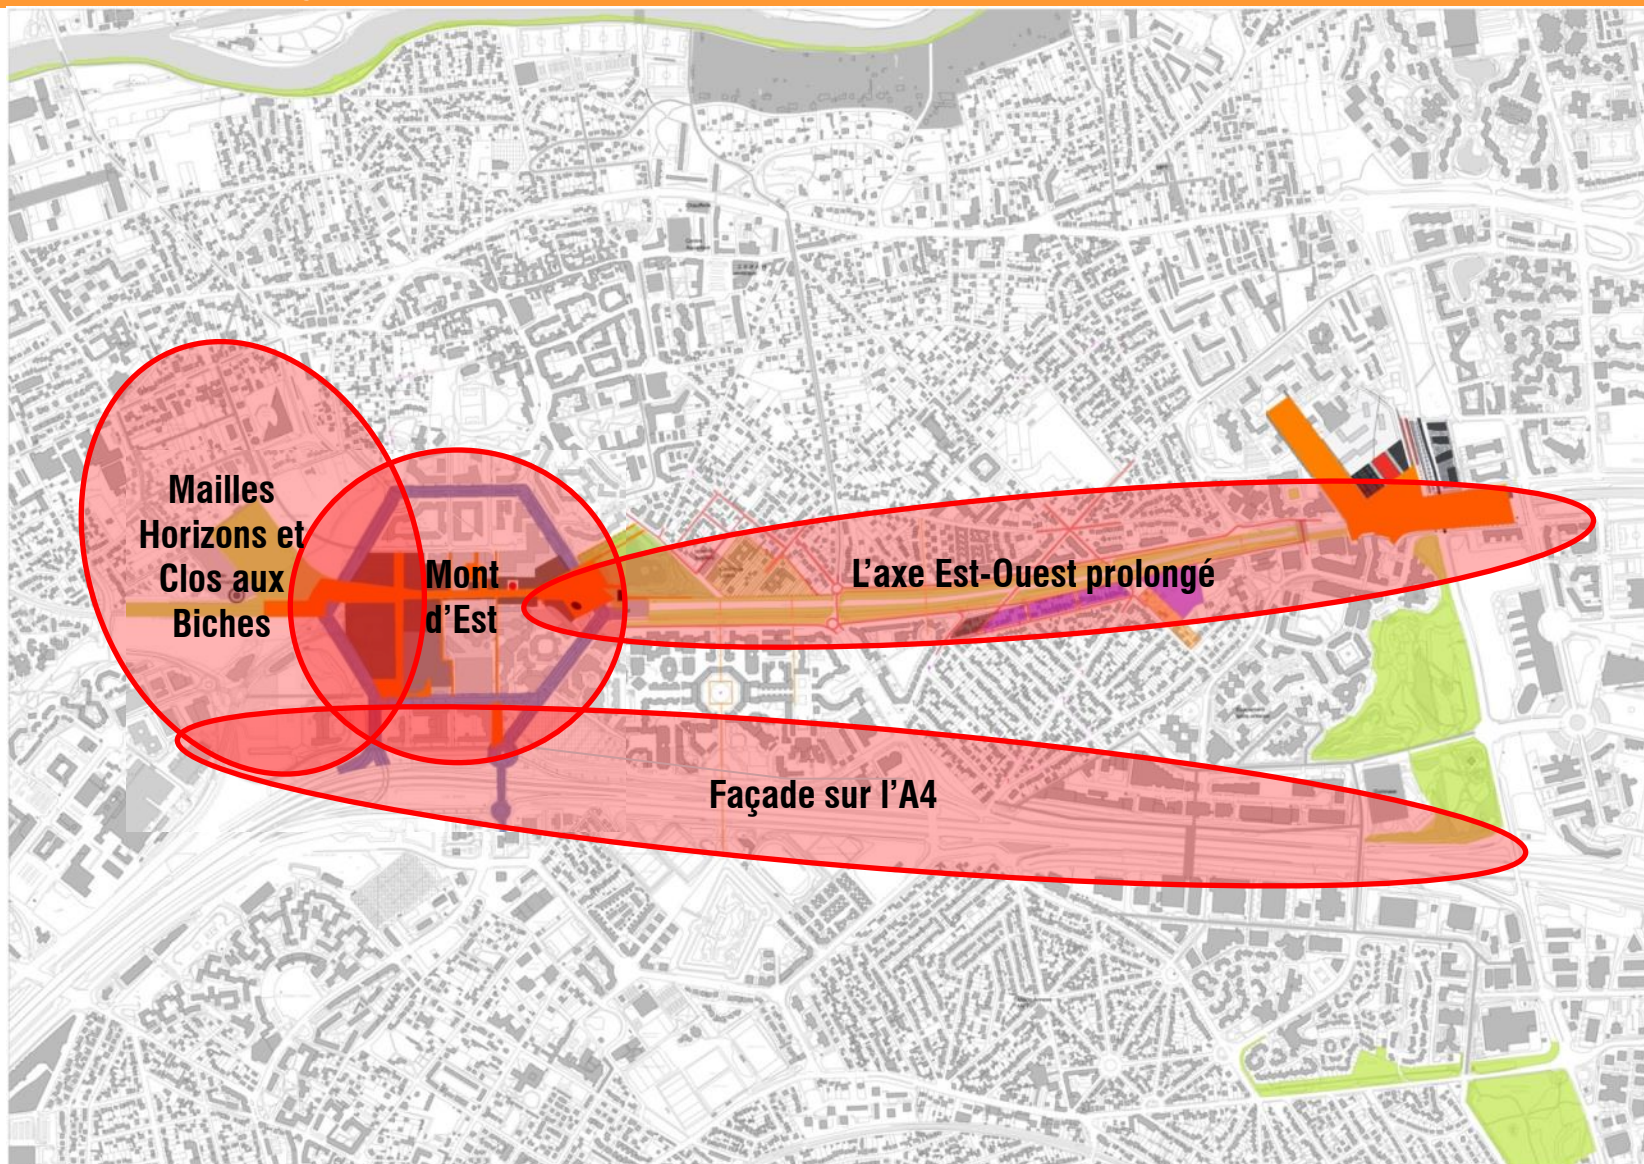 Mailles
Horizons et
Clos aux
Biches
Mont
d'Est
L'axe Est-Ouest prolongé
Façade sur l'A4